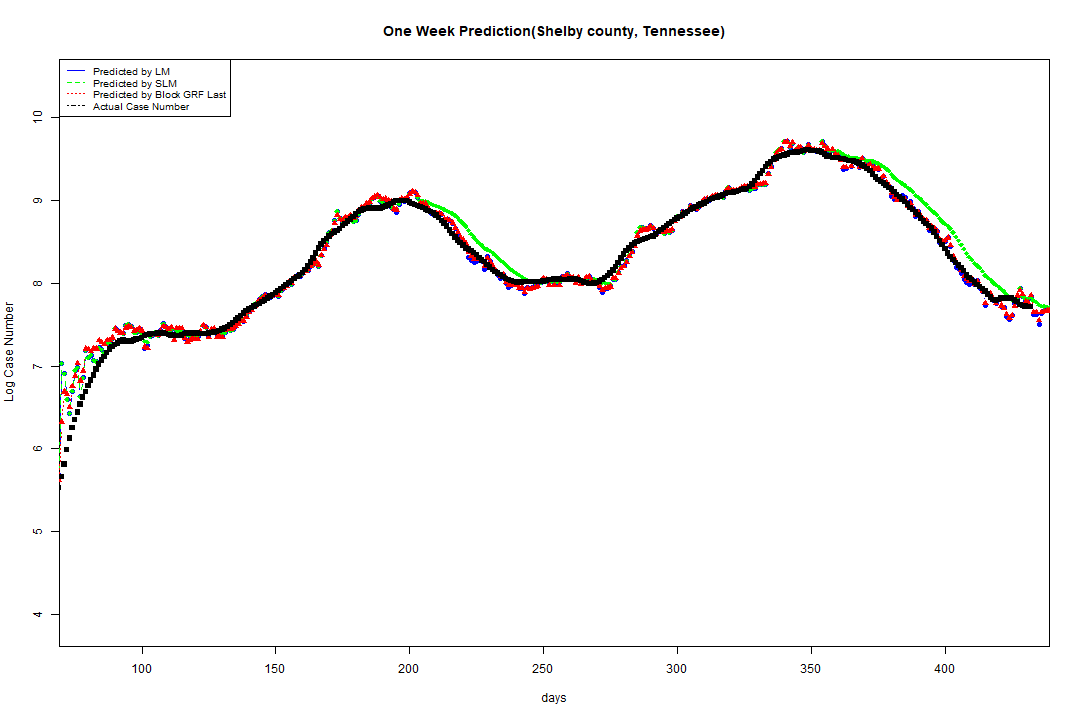 One Week Prediction(Shelby county, Tennessee)
Predicted by LM
Predicted by SLM
Predicted by Block GRF Last
Actual Case Number
10
9
8
7
6
5
4
Log Case Number
100 150 200 250 300 350 400
days